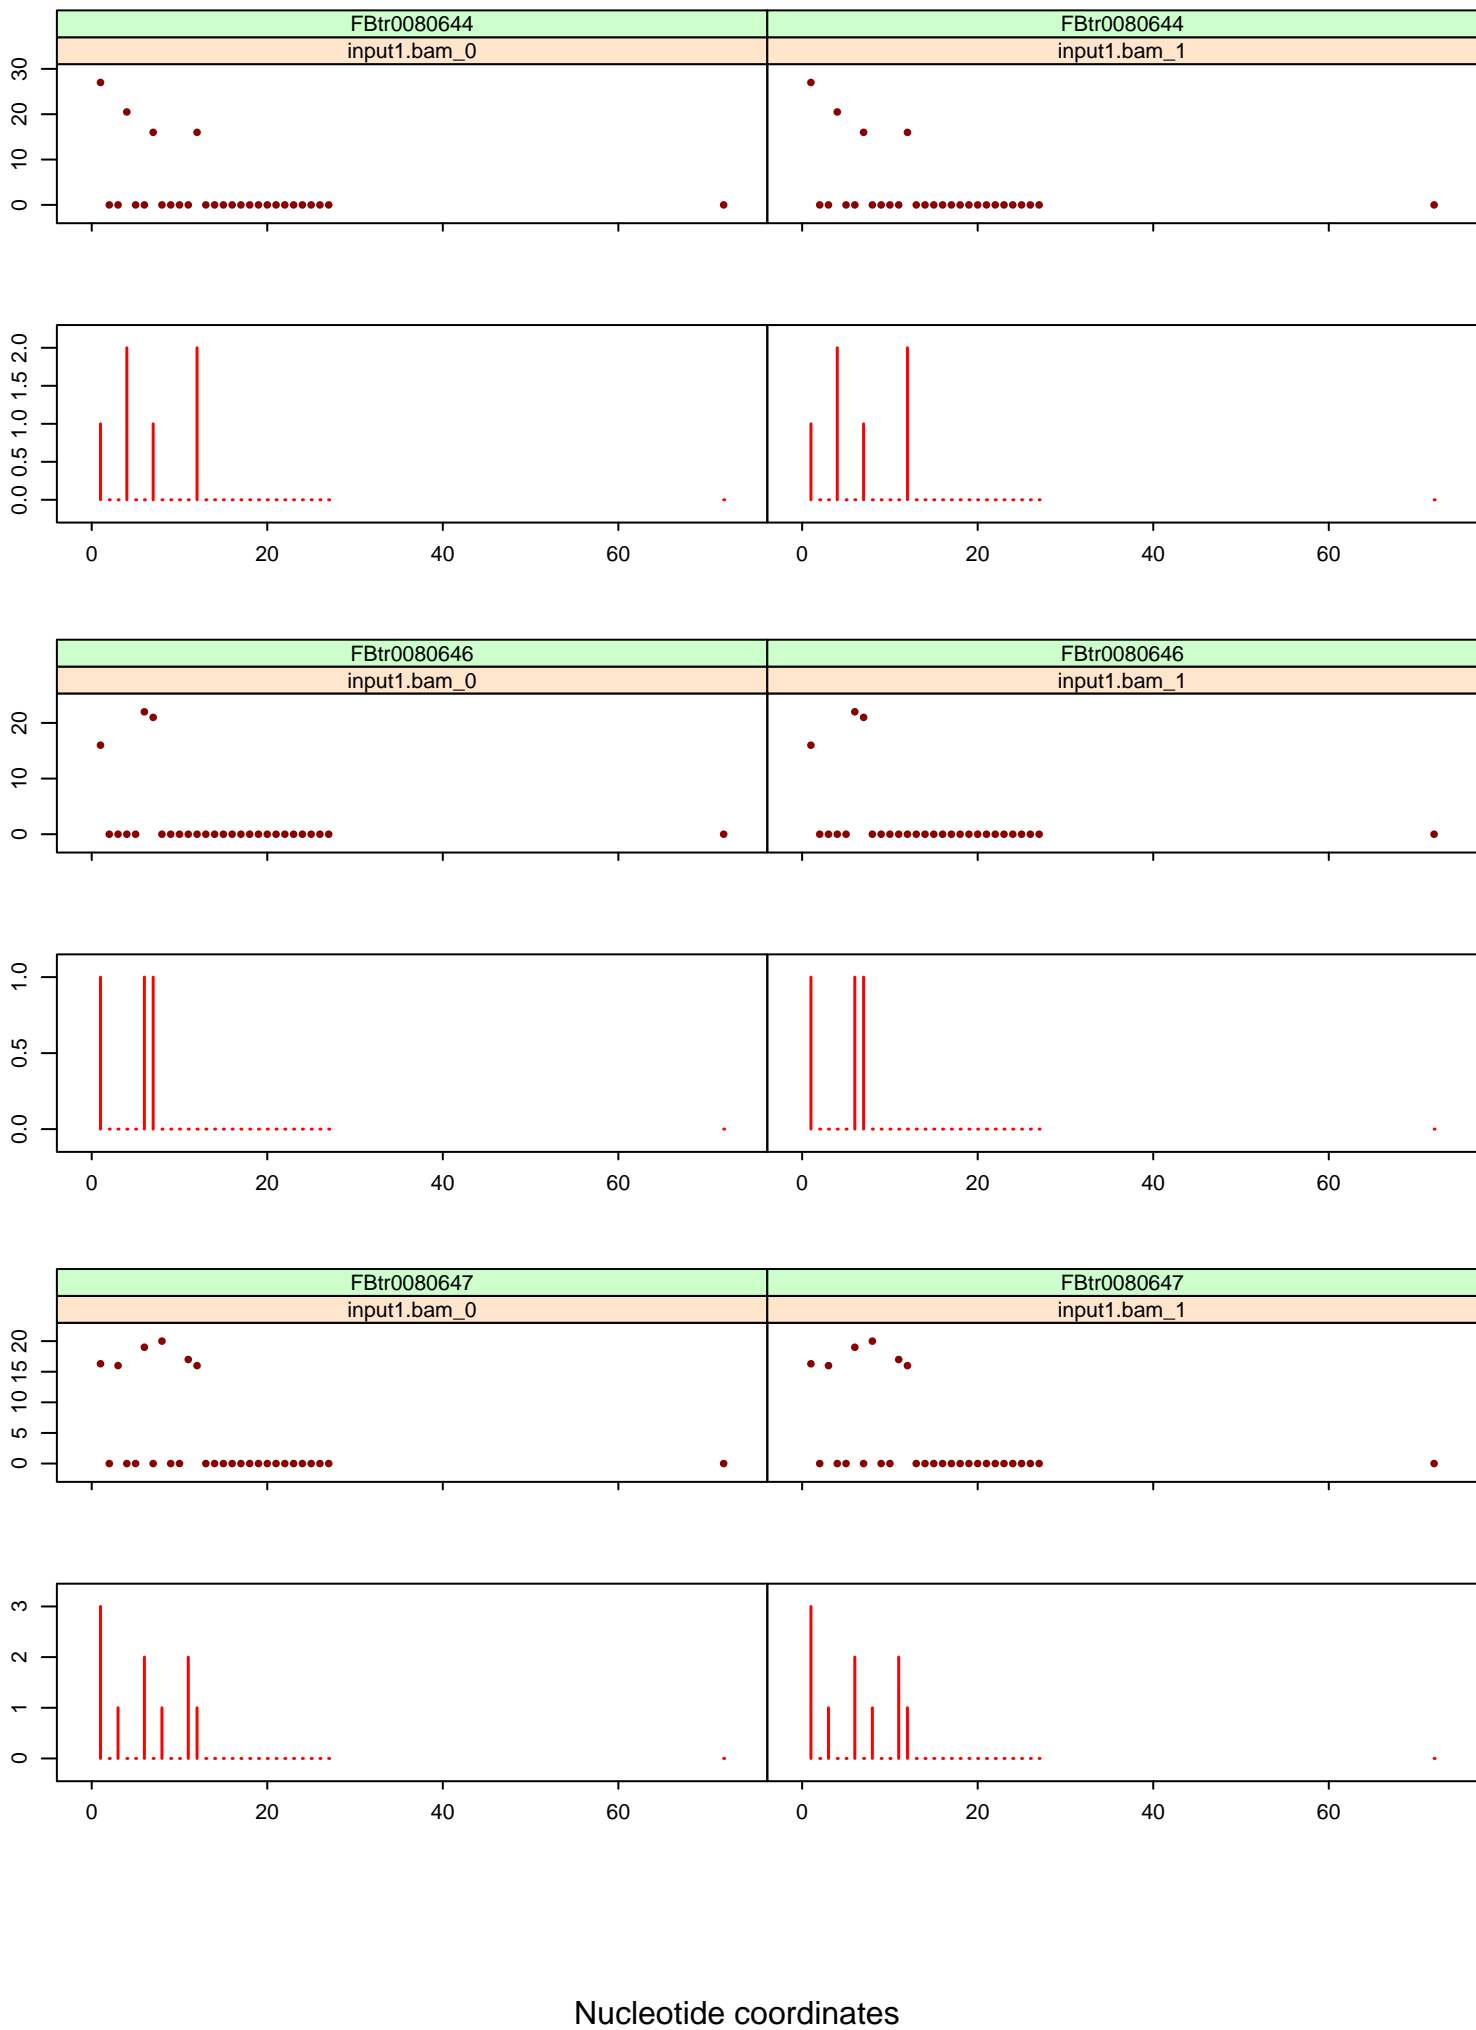 FBtr0080644 FBtr0080644
input1.bam_0 input1.bam_1
30
20
10
0
2.0
1.5
1.0
0.5
0.0
0 20 40 60 0 20 40 60
FBtr0080646 FBtr0080646
input1.bam_0 input1.bam_1
20
10
0
1.0
0.5
0.0
0 20 40 60 0 20 40 60
FBtr0080647 FBtr0080647
input1.bam_0 input1.bam_1
20
15
10
5
0
3
2
1
0
0 20 40 60 0 20 40 60
Nucleotide coordinates